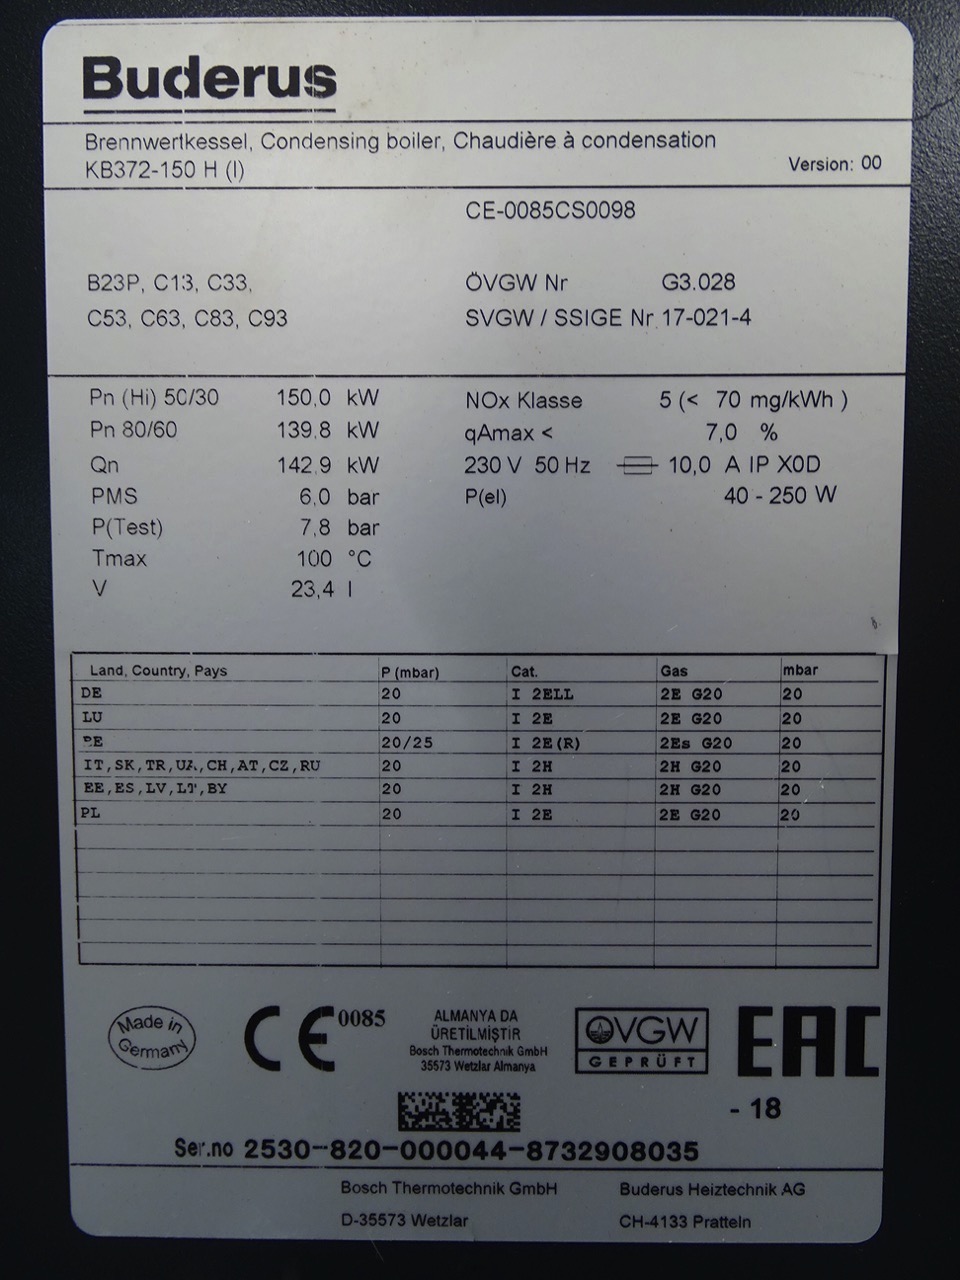 Buderus
Brennwertkessel, Condensing boiler, Chaudière à condensation
KB372-150 H (I)
Version: 00
CE-0085CS0098
B23P, C13, C33,
ÖVGW Nr G3.028
C53, C63, C83, C93
SVGW / SSIGE Nr 17-021-4
Pn (Hi) 50/30 150,0 kW
NOx Klasse 5 (< 70 mg/kWh )
Pn 80/60 139,8 kW
qAmax < 7,0 %
Qn 142,9 kW
230 V 50 Hz 10,0 A IP X0D
PMS 6,0 bar
P(el) 40 - 250 W
P(Test) 7,8 bar
Tmax 100 °C
V 23,4 l
Land, Country, Pays P (mbar) Cat. Gas mbar
DE 20 I 2ELL 2E G20 20
LU 20 I 2E 2E G20 20
BE 20/25 I 2E(R) 2Es G20 20
IT,SK,TR,UA,CH,AT,CZ,RU 20 I 2H 2H G20 20
EE,ES,LV,LT,BY 20 I 2H 2H G20 20
PL 20 I 2E 2E G20 20
Made in
Germany
CE 0085
ALMANYA DA
ÜRETILMIŞTIR
Bosch Thermotechnik GmbH
35573 Wetzlar Almanya
ÖVGW
GEPRÜFT
EAC
- 18
Ser.no 2530-820-000044-8732908035
Bosch Thermotechnik GmbH
Buderus Heiztechnik AG
D-35573 Wetzlar
CH-4133 Pratteln